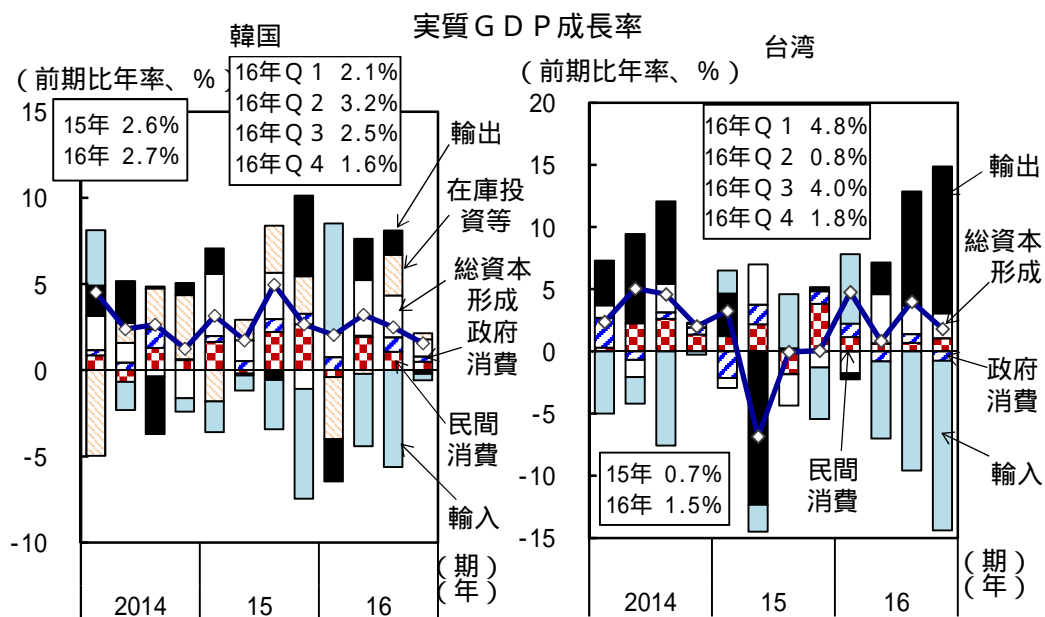 実質ＧＤＰ成長率
韓国
（前期比年率、％）
15年 2.6%
16年 2.7%
16年Ｑ１ 2.1%
16年Ｑ２ 3.2%
16年Ｑ３ 2.5%
16年Ｑ４ 1.6%
15
10
5
0
-5
-10
輸出
在庫投
資等
総資本
形成
政府
消費
民間
消費
輸入
（期）
（年）
2014
15
16
台湾
（前期比年率、％）
16年Ｑ１ 4.8%
16年Ｑ２ 0.8%
16年Ｑ３ 4.0%
16年Ｑ４ 1.8%
20
15
10
5
0
-5
-10
-15
15年 0.7%
16年 1.5%
輸出
総資本
形成
政府
消費
民間
消費
輸入
（期）
（年）
2014
15
16